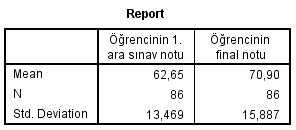 Report
Öğrencinin 1. ara sınav notu Öğrencinin final notu
Mean 62,65 70,90
N 86 86
Std. Deviation 13,469 15,887